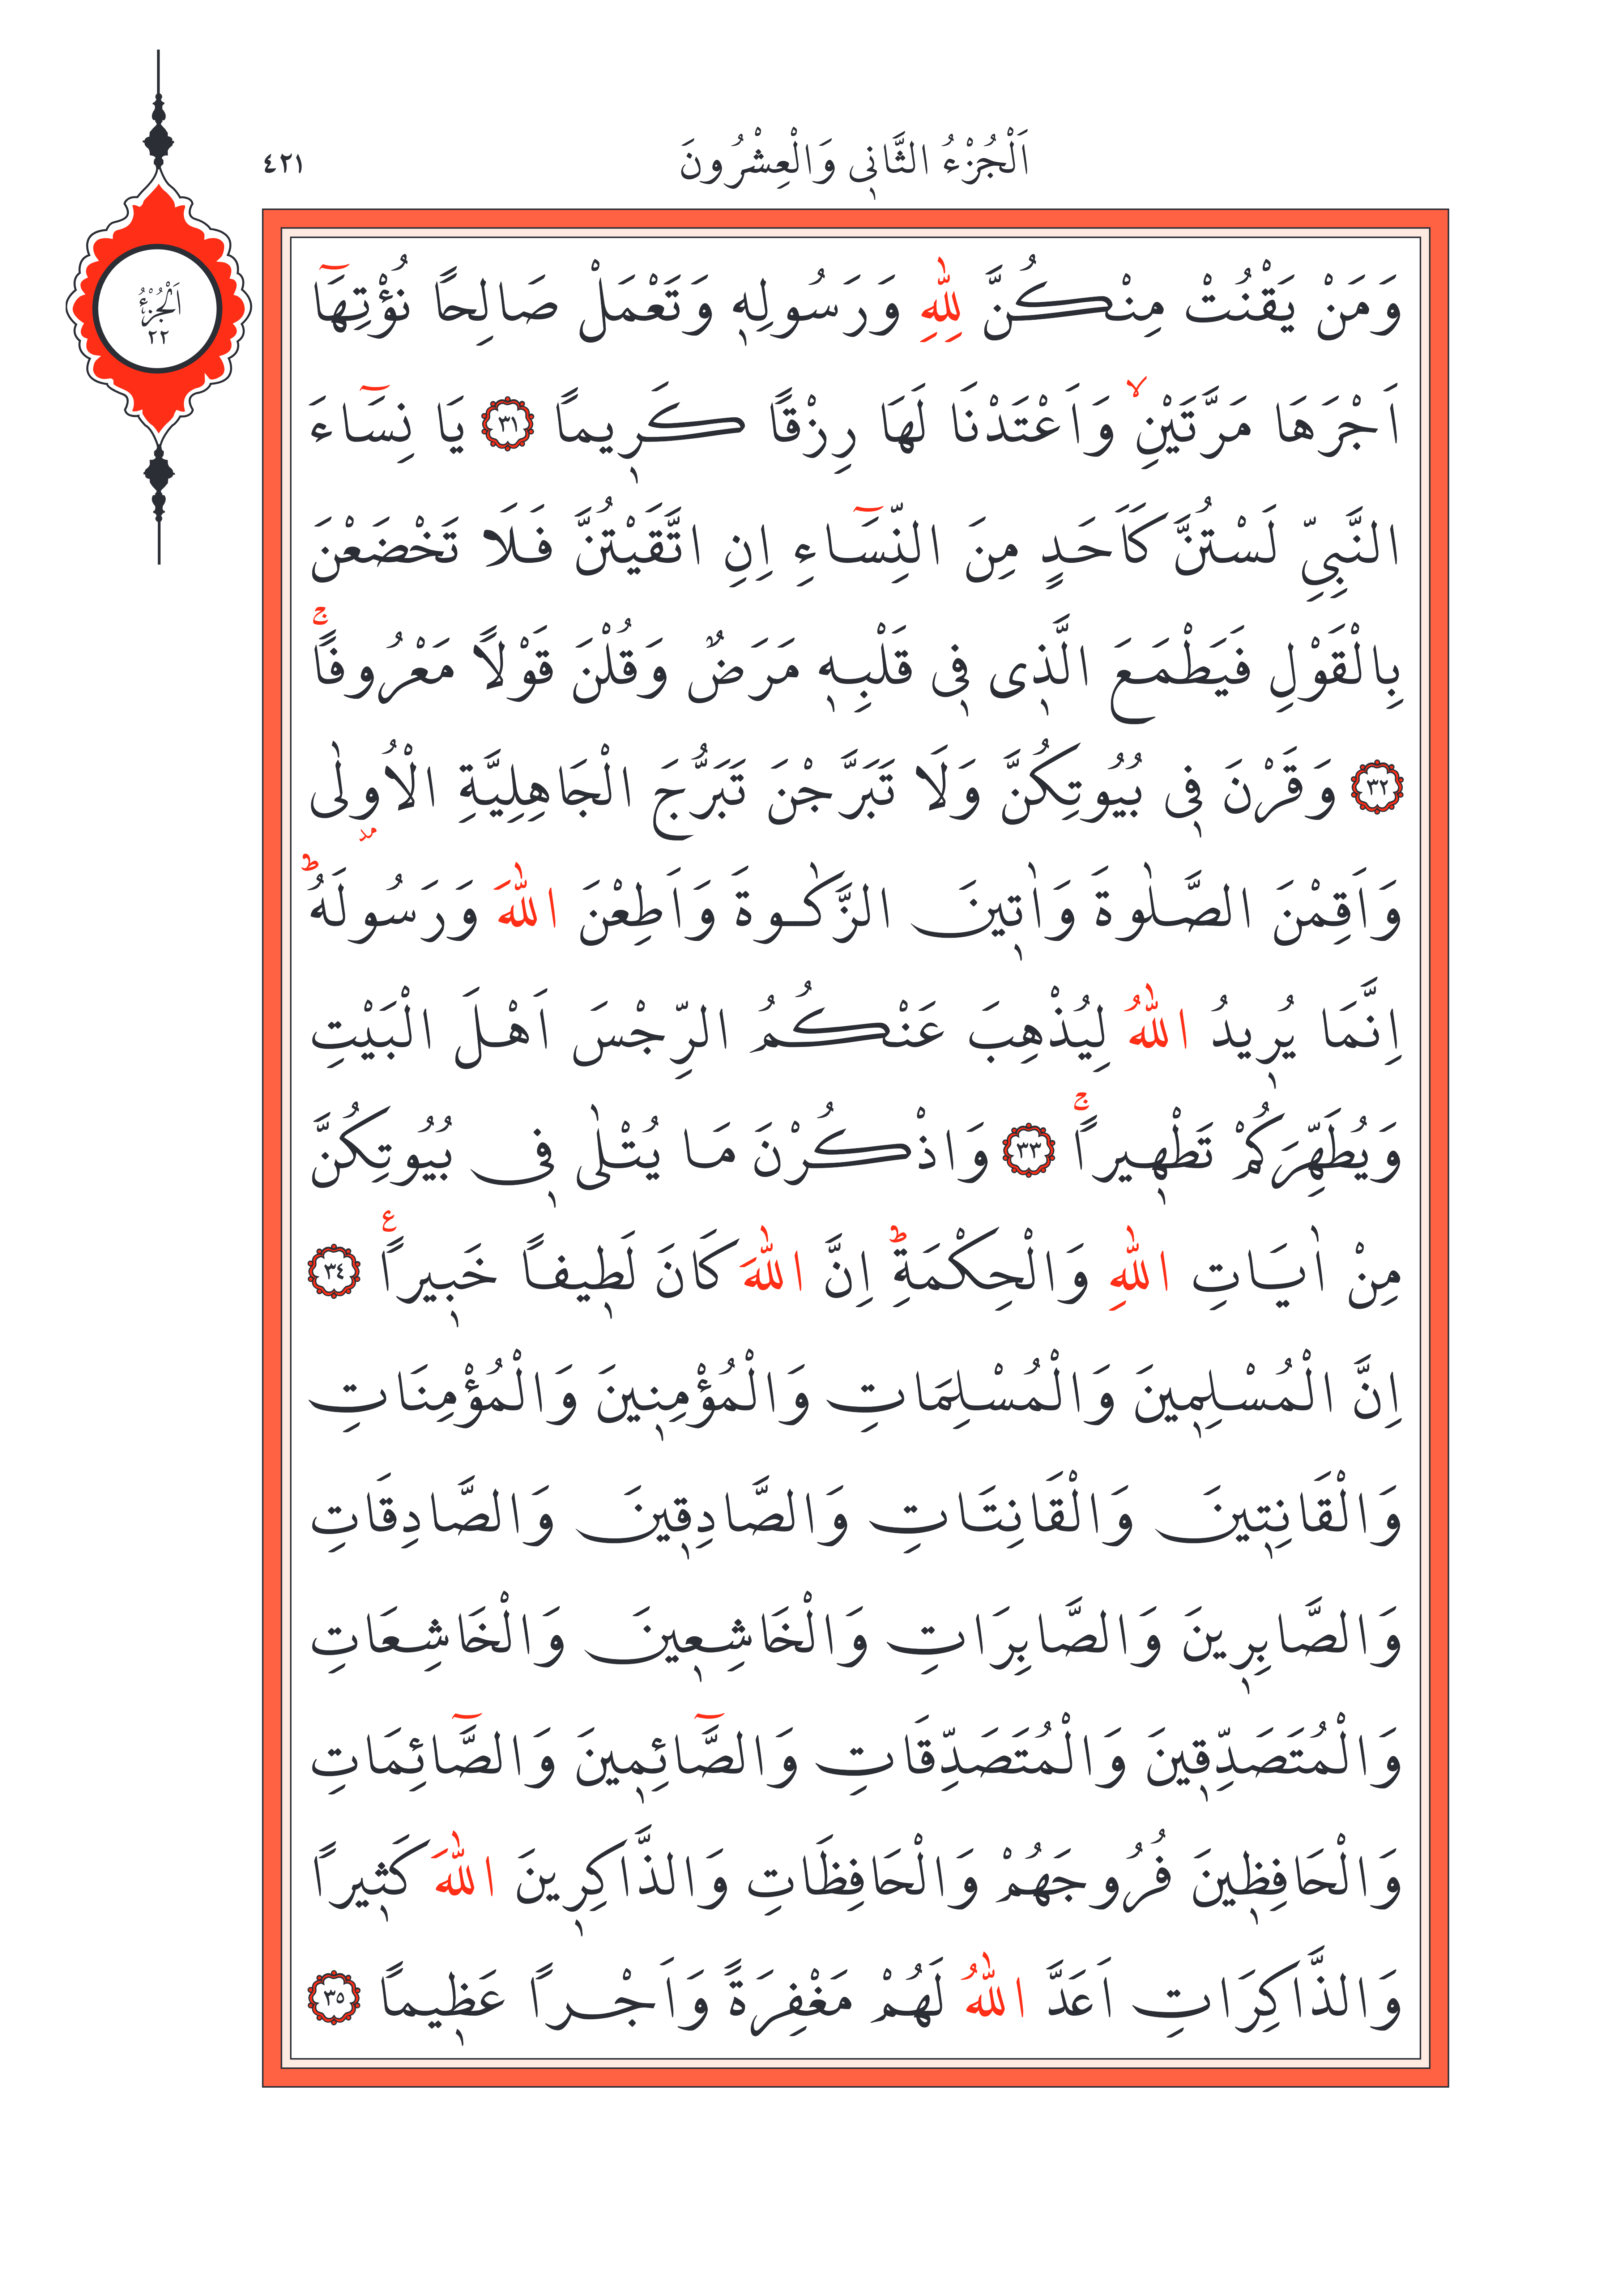 اَلْجُزْءُ الثَّانٖي وَالْعِشْرُونَ
٤٢١
اَلْجُزْءُ
٢٢
وَمَنْ يَقْنُتْ مِنْكُنَّ لِلّٰهِ وَرَسُولِهٖ وَتَعْمَلْ صَالِحًا نُؤْتِهَٓا
اَجْرَهَا مَرَّتَيْنِۙ وَاَعْتَدْنَا لَهَا رِزْقًا كَرٖيمًا ﴿٣١﴾ يَا نِسَٓاءَ
النَّبِيِّ لَسْتُنَّ كَاَحَدٍ مِنَ النِّسَٓاءِ اِنِ اتَّقَيْتُنَّ فَلَا تَخْضَعْنَ
بِالْقَوْلِ فَيَطْمَعَ الَّذٖى فٖى قَلْبِهٖ مَرَضٌ وَقُلْنَ قَوْلًا مَعْرُوفًاۚ
﴿٣٢﴾ وَقَرْنَ فٖى بُيُوتِكُنَّ وَلَا تَبَرَّجْنَ تَبَرُّجَ الْجَاهِلِيَّةِ الْاُولٰى
وَاَقِمْنَ الصَّلٰوةَ وَاٰتٖينَ الزَّكٰوةَ وَاَطِعْنَ اللّٰهَ وَرَسُولَهُؕ
اِنَّمَا يُرٖيدُ اللّٰهُ لِيُذْهِبَ عَنْكُمُ الرِّجْسَ اَهْلَ الْبَيْتِ
وَيُطَهِّرَكُمْ تَطْهٖيرًاۚ ﴿٣٣﴾ وَاذْكُرْنَ مَا يُتْلٰى فٖى بُيُوتِكُنَّ
مِنْ اٰيَاتِ اللّٰهِ وَالْحِكْمَةِؕ اِنَّ اللّٰهَ كَانَ لَطٖيفًا خَبٖيرًاࣖ ﴿٣٤﴾
اِنَّ الْمُسْلِمٖينَ وَالْمُسْلِمَاتِ وَالْمُؤْمِنٖينَ وَالْمُؤْمِنَاتِ
وَالْقَانِتٖينَ وَالْقَانِتَاتِ وَالصَّادِقٖينَ وَالصَّادِقَاتِ
وَالصَّابِرٖينَ وَالصَّابِرَاتِ وَالْخَاشِعٖينَ وَالْخَاشِعَاتِ
وَالْمُتَصَدِّقٖينَ وَالْمُتَصَدِّقَاتِ وَالصَّٓائِمٖينَ وَالصَّٓائِمَاتِ
وَالْحَافِظٖينَ فُرُوجَهُمْ وَالْحَافِظَاتِ وَالذَّاكِرٖينَ اللّٰهَ كَثٖيرًا
وَالذَّاكِرَاتِ اَعَدَّ اللّٰهُ لَهُمْ مَغْفِرَةً وَاَجْرًا عَظٖيمًا ﴿٣٥﴾